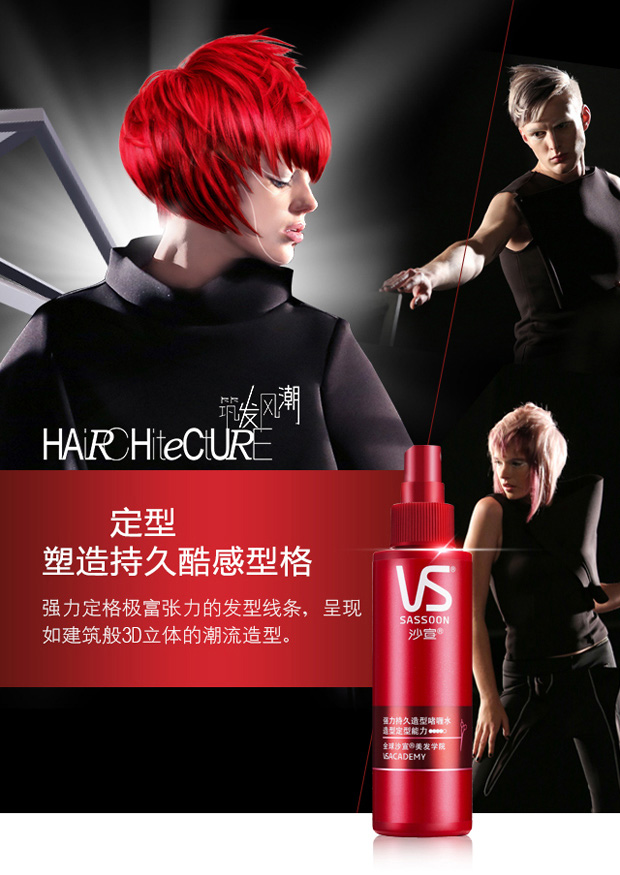 筑发风潮
HAiRCHiteCtURE
定型
塑造持久酷感型格
强力定格极富张力的发型线条，呈现
如建筑般3D立体的潮流造型。
VS®
SASSOON
沙宣®
强力持久造型啫喱水
造型定型能力●●●●○
全球沙宣®美发学院
VSACADEMY